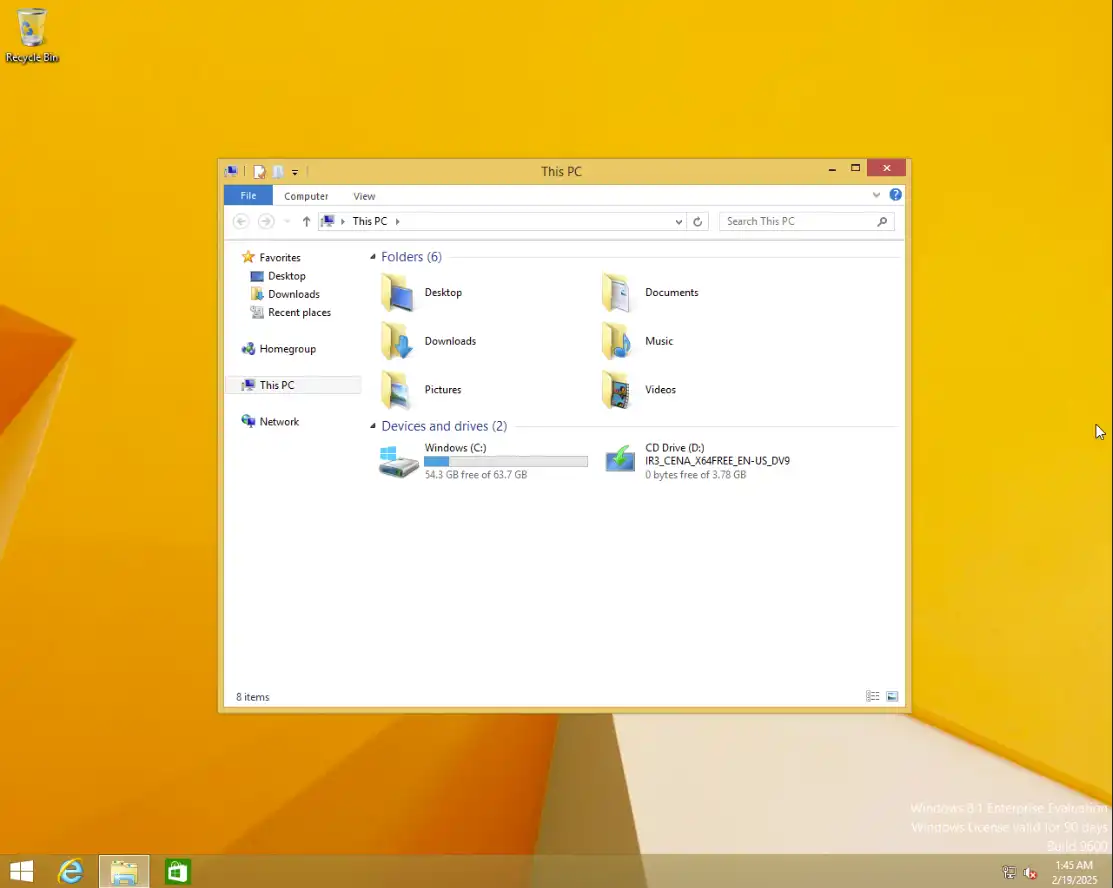 Recycle Bin
This PC
File
Computer
View
This PC
Search This PC
Favorites
Desktop
Downloads
Recent places
Homegroup
This PC
Network
Folders (6)
Desktop
Documents
Downloads
Music
Pictures
Videos
Devices and drives (2)
Windows (C:)
54.3 GB free of 63.7 GB
CD Drive (D:)
IR3_CENA_X64FREE_EN-US_DV9
0 bytes free of 3.78 GB
8 items
Windows 8.1 Enterprise Evaluation
Windows License valid for 90 days
Build 9600
1:45 AM
2/19/2025